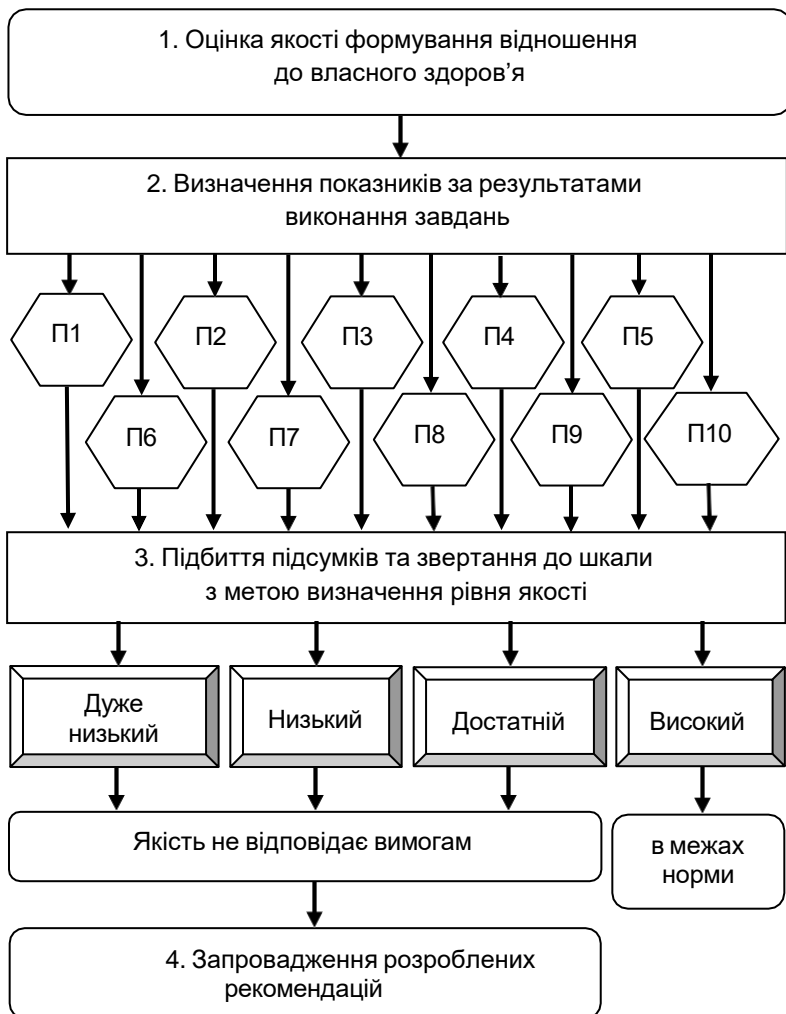 1. Оцінка якості формування відношення
до власного здоров’я
2. Визначення показників за результатами
виконання завдань
П1
П2
П3
П4
П5
П6
П7
П8
П9
П10
3. Підбиття підсумків та звертання до шкали
з метою визначення рівня якості
Дуже
низький
Низький
Достатній
Високий
Якість не відповідає вимогам
в межах
норми
4. Запровадження розроблених
рекомендацій